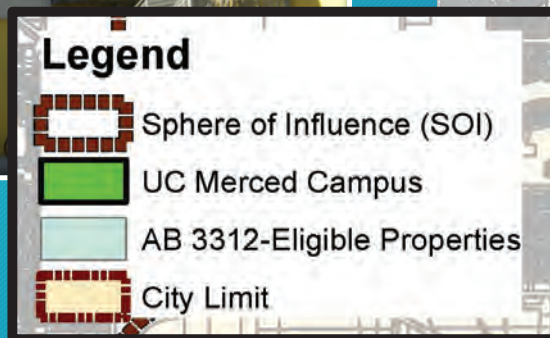 Legend
Sphere of Influence (SOI)
UC Merced Campus
AB 3312-Eligible Properties
City Limit